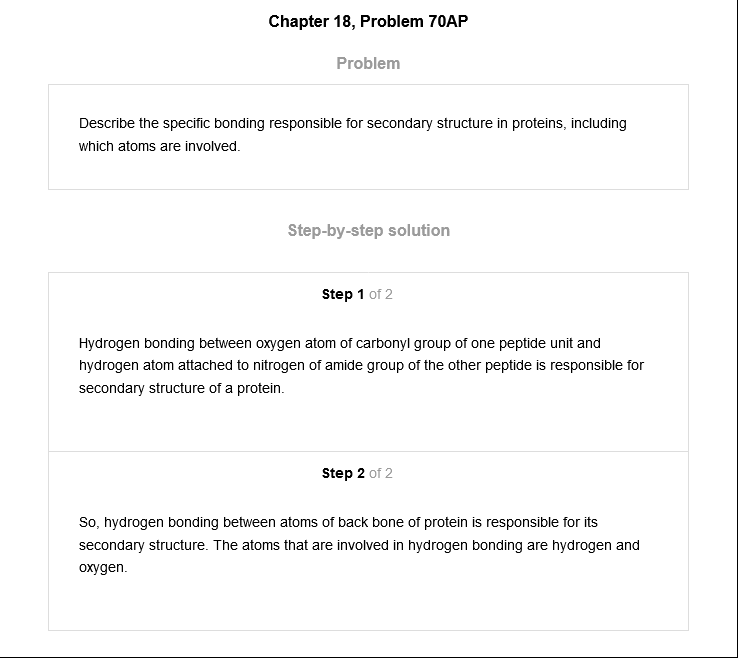 Chapter 18, Problem 70AP
Problem
Describe the specific bonding responsible for secondary structure in proteins, including
which atoms are involved.
Step-by-step solution
Step 1 of 2
Hydrogen bonding between oxygen atom of carbonyl group of one peptide unit and
hydrogen atom attached to nitrogen of amide group of the other peptide is responsible for
secondary structure of a protein.
Step 2 of 2
So, hydrogen bonding between atoms of back bone of protein is responsible for its
secondary structure. The atoms that are involved in hydrogen bonding are hydrogen and
oxygen.